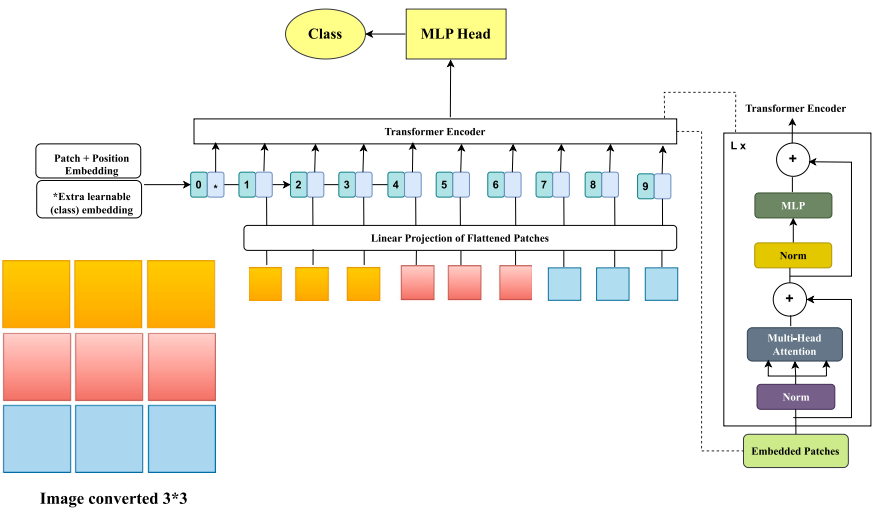 Class
MLP Head
Transformer Encoder
Patch + Position
Embedding
*Extra learnable
(class) embedding
0 * 1 2 3 4 5 6 7 8 9
Linear Projection of Flattened Patches
Image converted 3*3
Transformer Encoder
L x
+
MLP
Norm
+
Multi-Head
Attention
Norm
Embedded Patches